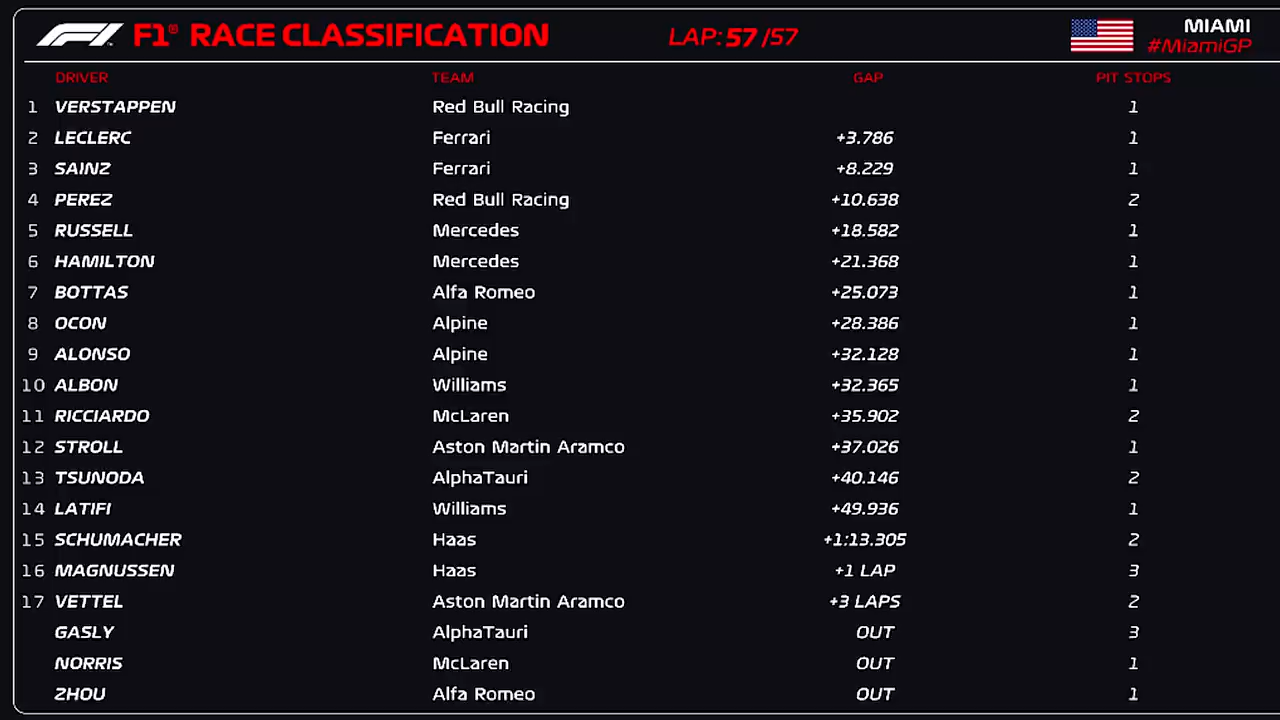 F1® RACE CLASSIFICATION LAP: 57/57 MIAMI
#MiamiGP
DRIVER TEAM GAP PIT STOPS
1 VERSTAPPEN Red Bull Racing 1
2 LECLERC Ferrari +3.786 1
3 SAINZ Ferrari +8.229 1
4 PEREZ Red Bull Racing +10.638 2
5 RUSSELL Mercedes +18.582 1
6 HAMILTON Mercedes +21.368 1
7 BOTTAS Alfa Romeo +25.073 1
8 OCON Alpine +28.386 1
9 ALONSO Alpine +32.128 1
10 ALBON Williams +32.365 1
11 RICCIARDO McLaren +35.902 2
12 STROLL Aston Martin Aramco +37.026 1
13 TSUNODA AlphaTauri +40.146 2
14 LATIFI Williams +49.936 1
15 SCHUMACHER Haas +1:13.305 2
16 MAGNUSSEN Haas +1 LAP 3
17 VETTEL Aston Martin Aramco +3 LAPS 2
GASLY AlphaTauri OUT 3
NORRIS McLaren OUT 1
ZHOU Alfa Romeo OUT 1